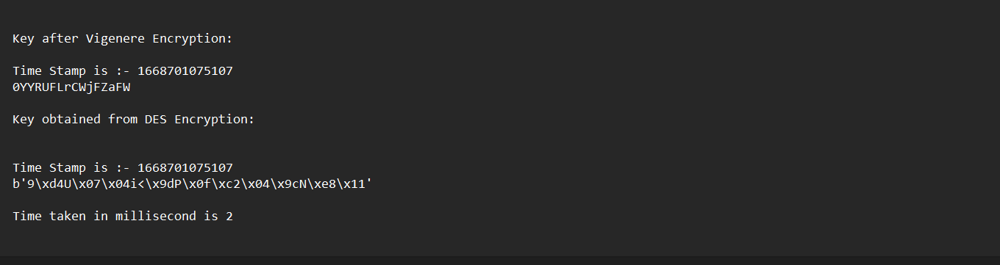 Key after Vigenere Encryption:
Time Stamp is :- 1668701075107
0YYRUFLrCWjFZaFW
Key obtained from DES Encryption:
Time Stamp is :- 1668701075107
b'9\xd4U\x07\x04i<\x9dP\x0f\xc2\x04\x9cN\xe8\x11'
Time taken in millisecond is 2